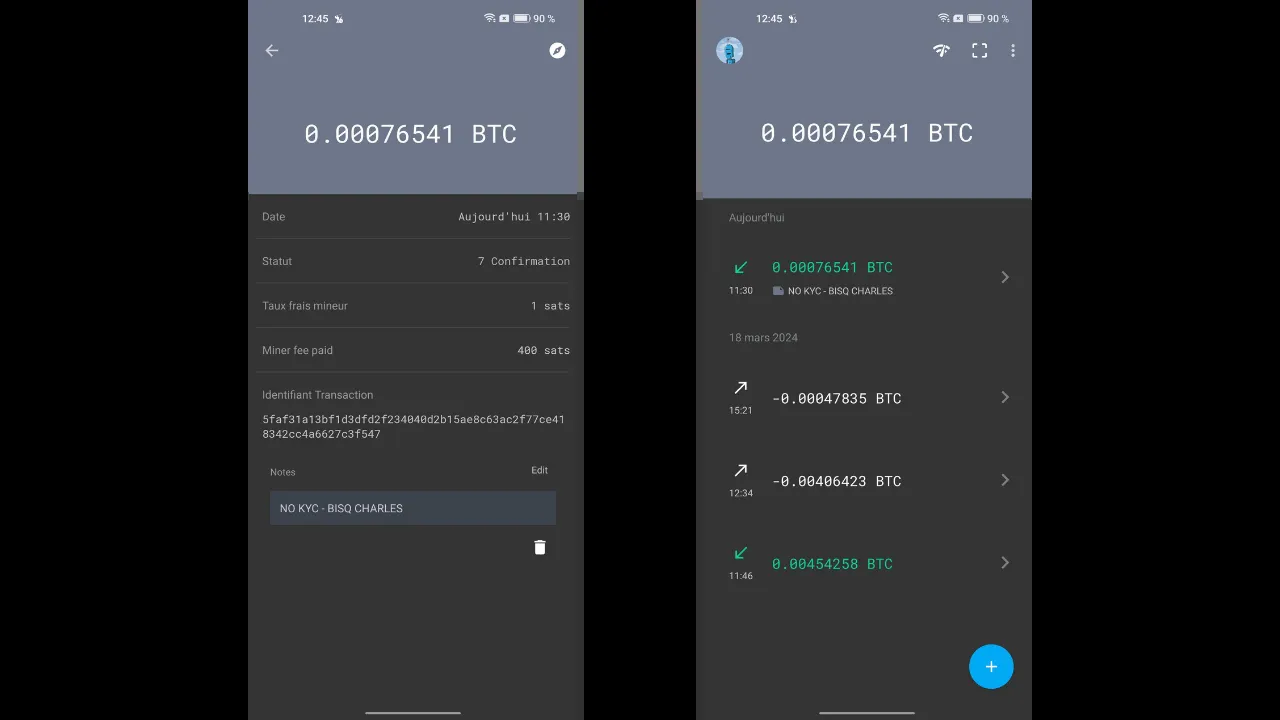 12:45
90 %
0.00076541 BTC
Date
Aujourd'hui 11:30
Statut
7 Confirmation
Taux frais mineur
1 sats
Miner fee paid
400 sats
Identifiant Transaction
5faf31a13bf1d3dfd2f234040d2b15ae8c63ac2f77ce41
8342cc4a6627c3f547
Notes
Edit
NO KYC - BISQ CHARLES
12:45
90 %
0.00076541 BTC
Aujourd'hui
0.00076541 BTC
11:30
NO KYC - BISQ CHARLES
18 mars 2024
-0.00047835 BTC
15:21
-0.00406423 BTC
12:34
0.00454258 BTC
11:46